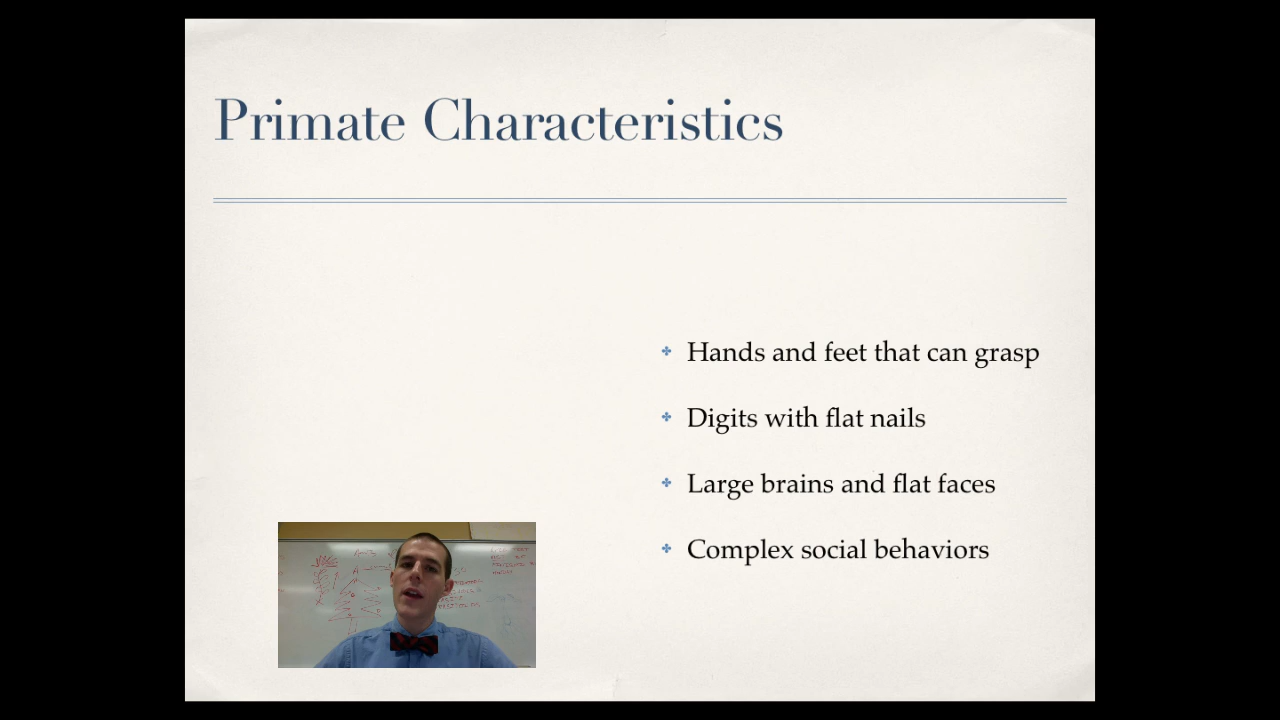 Primate Characteristics
Hands and feet that can grasp
Digits with flat nails
Large brains and flat faces
Complex social behaviors